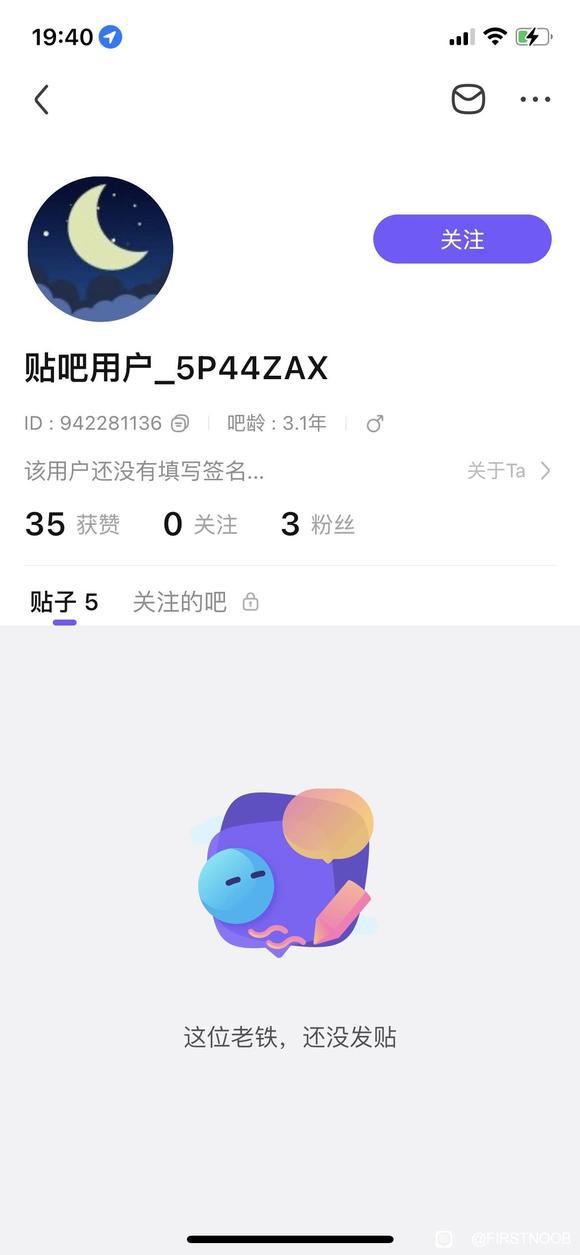 19:40
关注
贴吧用户_5P44ZAX
ID : 942281136 吧龄 : 3.1年
该用户还没有填写签名... 关于Ta
35 获赞 0 关注 3 粉丝
贴子 5 关注的吧
这位老铁，还没发贴
@FIRSTNOOB